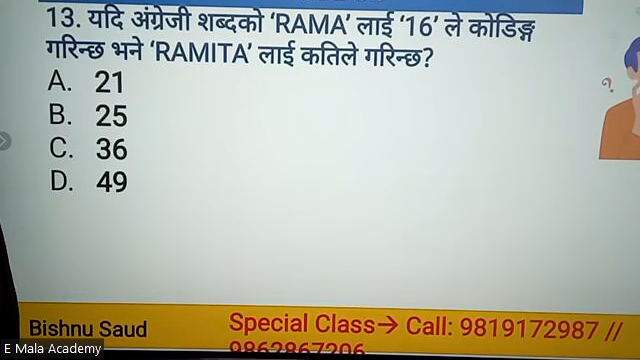 13. यदि अंग्रेजी शब्दको ‘RAMA’ लाई ‘16’ ले कोडिङ्ग
गरिन्छ भने ‘RAMITA’ लाई कतिले गरिन्छ?
A. 21
B. 25
C. 36
D. 49
?
Bishnu Saud
Special Class→ Call: 9819172987 //
9862867206
E Mala Academy